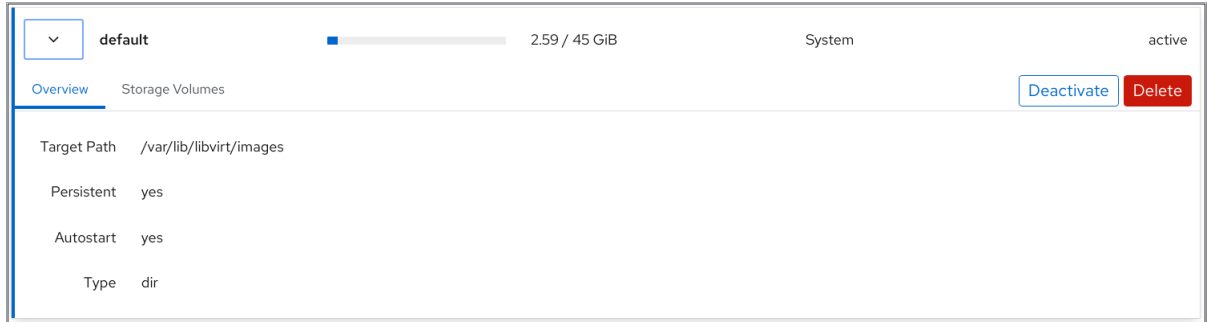 default 2.59 / 45 GiB System active
Overview Storage Volumes Deactivate Delete
Target Path /var/lib/libvirt/images
Persistent yes
Autostart yes
Type dir